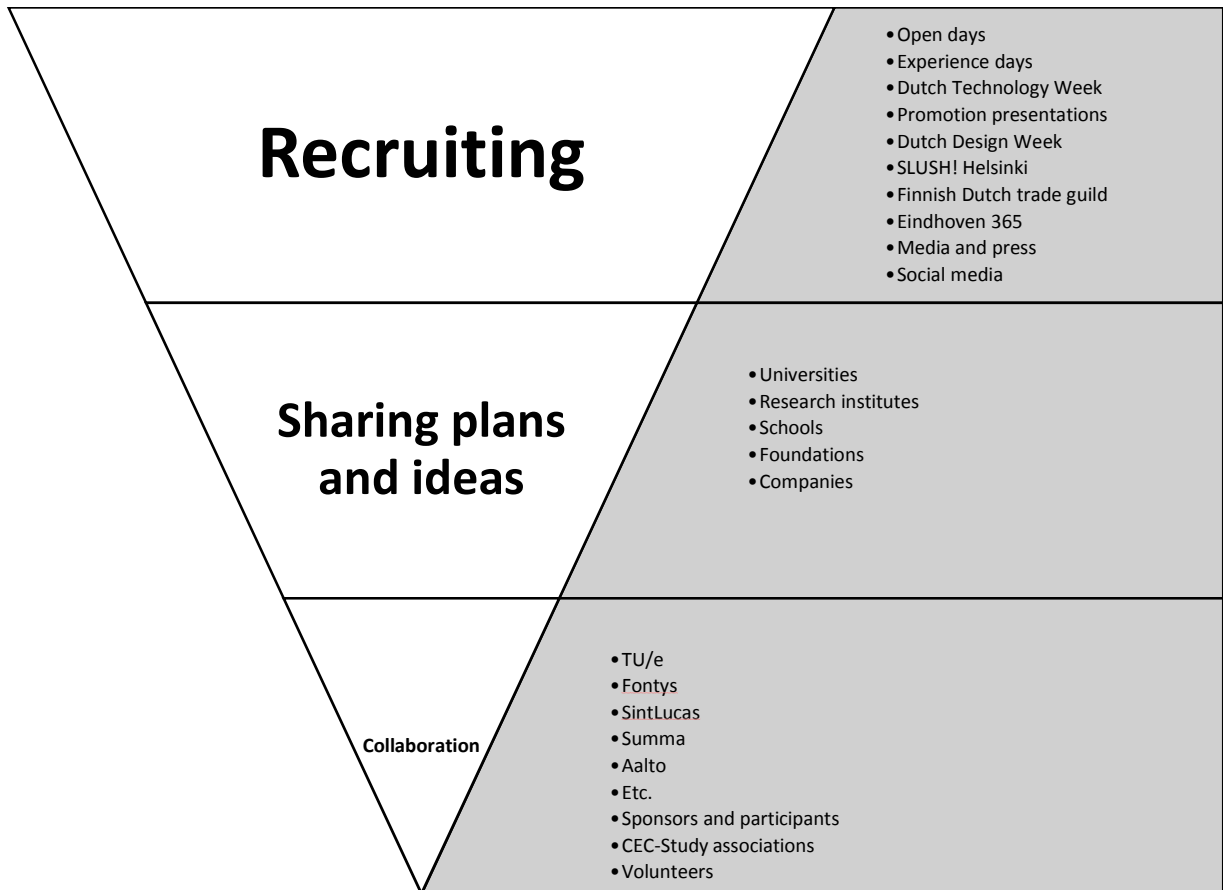 Recruiting
•Open days
•Experience days
•Dutch Technology Week
•Promotion presentations
•Dutch Design Week
•SLUSH! Helsinki
•Finnish Dutch trade guild
•Eindhoven 365
•Media and press
•Social media
Sharing plans
and ideas
•Universities
•Research institutes
•Schools
•Foundations
•Companies
Collaboration
•TU/e
•Fontys
•SintLucas
•Summa
•Aalto
•Etc.
•Sponsors and participants
•CEC-Study associations
•Volunteers